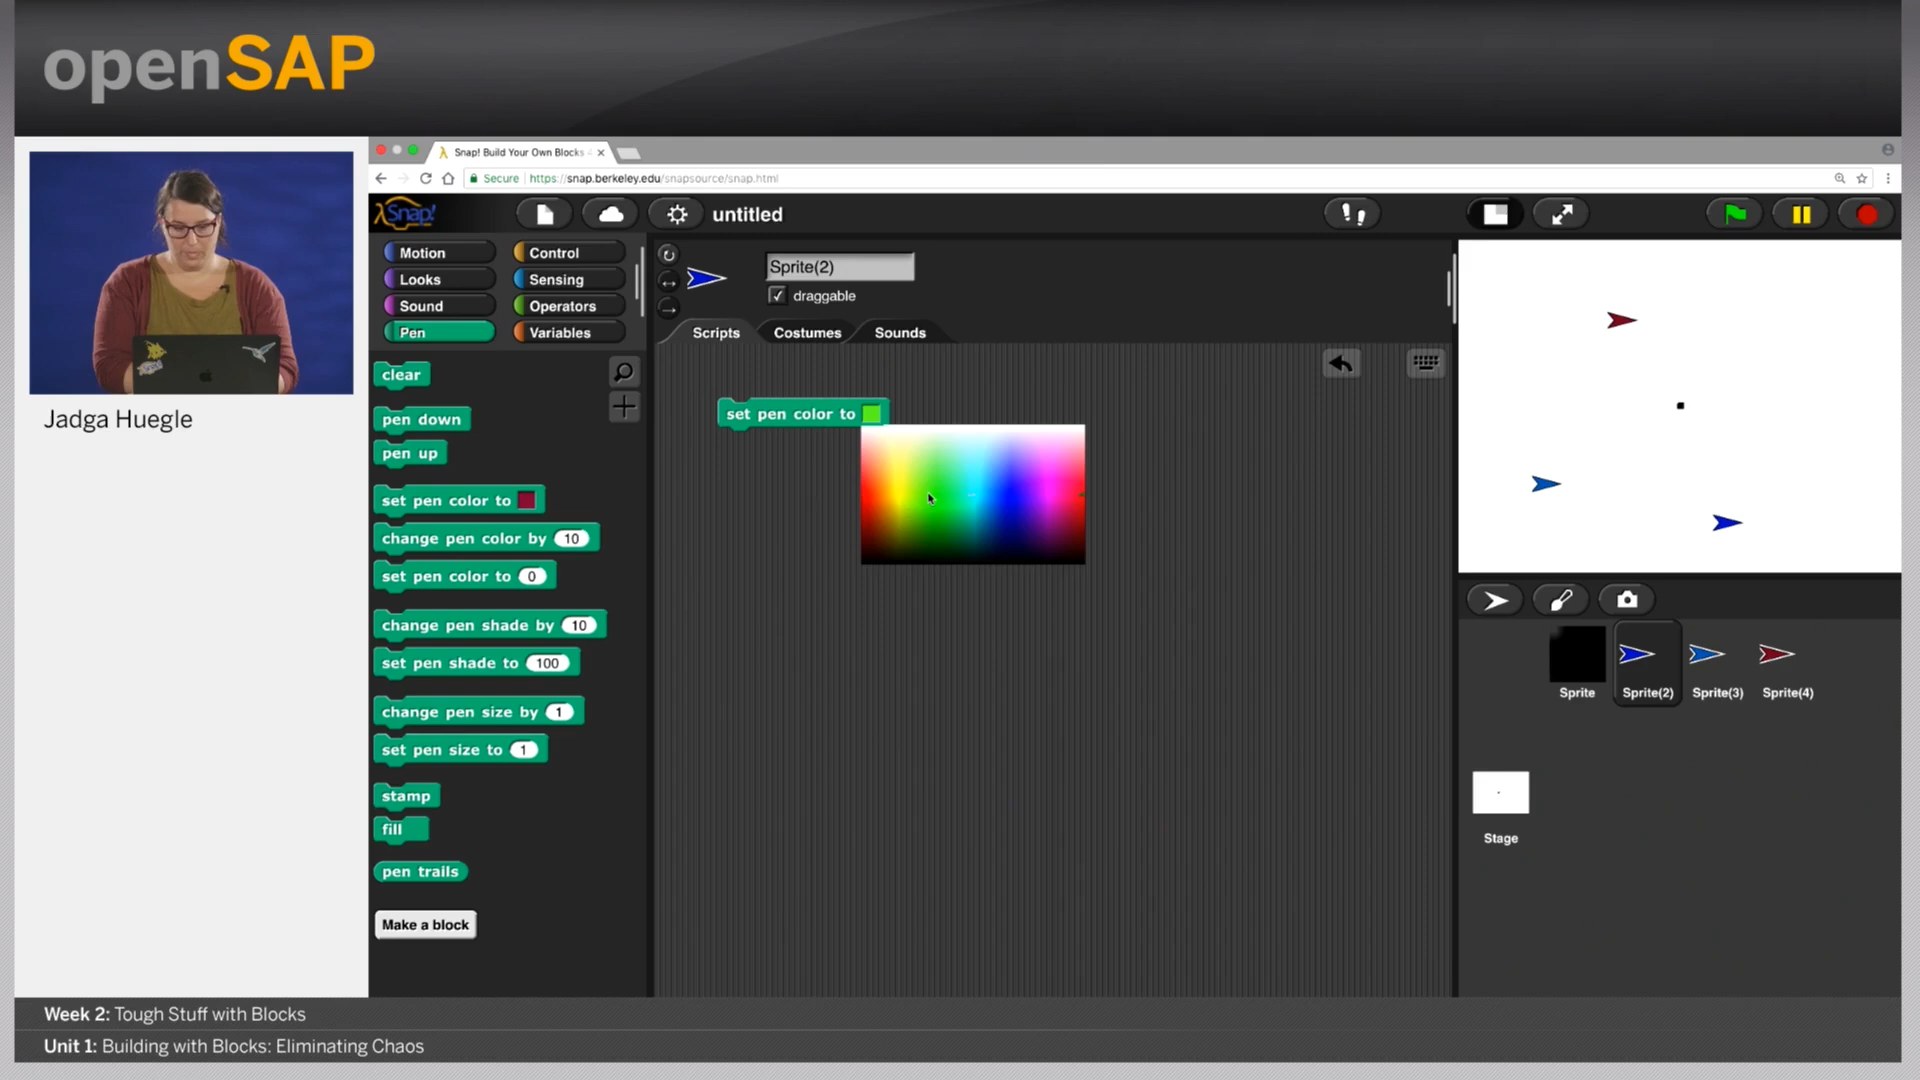 openSAP
Jadga Huegle
Snap! Build Your Own Blocks
Secure
https://snap.berkeley.edu/snapsource/snap.html
Snap!
untitled
Motion
Control
Looks
Sensing
Sound
Operators
Pen
Variables
Sprite(2)
draggable
Scripts
Costumes
Sounds
clear
pen down
pen up
set pen color to
change pen color by 10
set pen color to 0
change pen shade by 10
set pen shade to 100
change pen size by 1
set pen size to 1
stamp
fill
pen trails
Make a block
set pen color to
Sprite
Sprite(2)
Sprite(3)
Sprite(4)
Stage
Week 2: Tough Stuff with Blocks
Unit 1: Building with Blocks: Eliminating Chaos